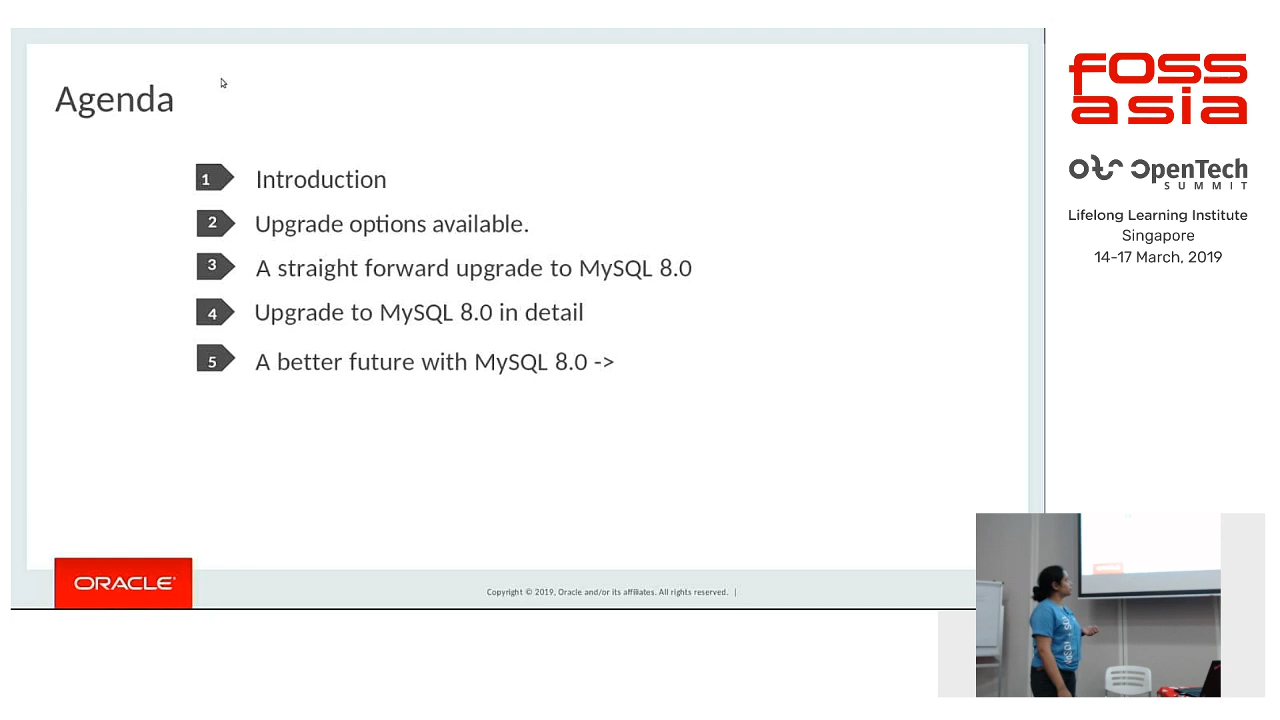 Agenda
1 Introduction
2 Upgrade options available.
3 A straight forward upgrade to MySQL 8.0
4 Upgrade to MySQL 8.0 in detail
5 A better future with MySQL 8.0 ->
ORACLE
Copyright © 2019, Oracle and/or its affiliates. All rights reserved. |
foss
asia
OpenTech
SUMMIT
Lifelong Learning Institute
Singapore
14-17 March, 2019
ORACLE